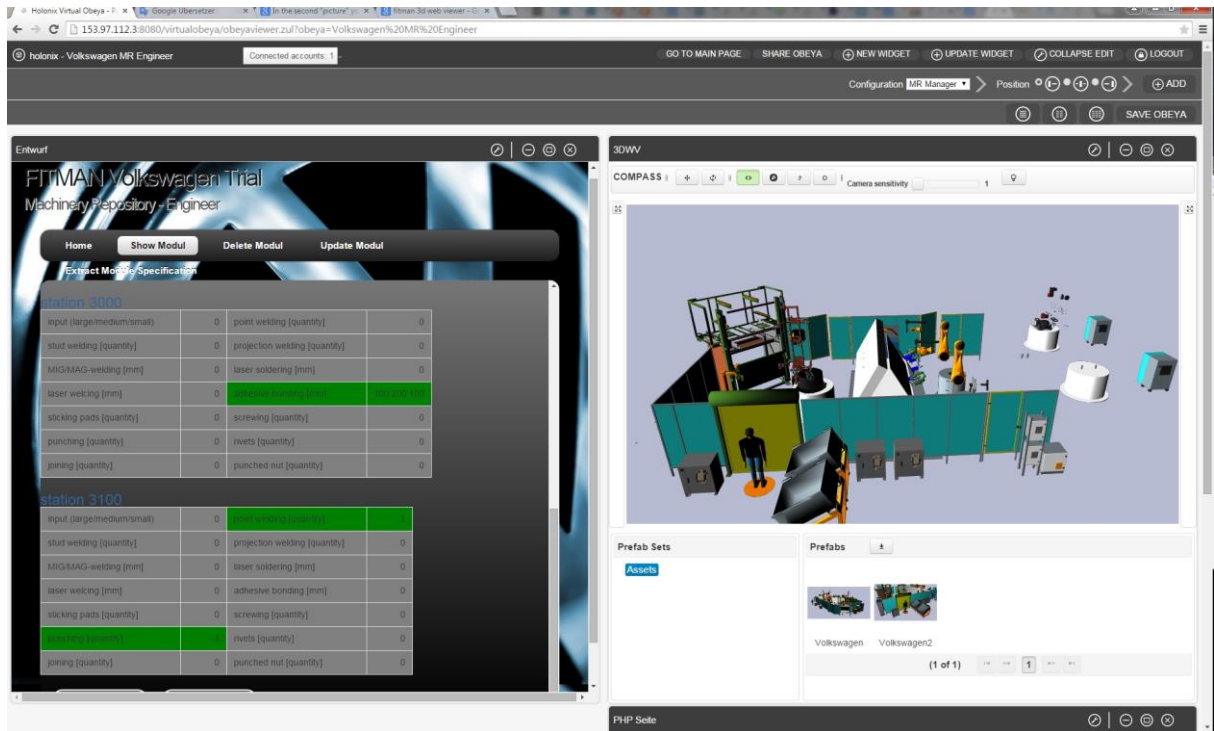 Holonix Virtual Obeya - P
Google Übersetzer
In the second "picture" yo
fitman 3d web viewer - Go
153.97.112.3:8080/virtualobeya/obeyaviewer.zul?obeya=Volkswagen%20MR%20Engineer
holonix - Volkswagen MR Engineer
Connected accounts: 1
GO TO MAIN PAGE SHARE OBEYA NEW WIDGET UPDATE WIDGET COLLAPSE EDIT LOGOUT
Configuration MR Manager Position ADD
SAVE OBEYA
Entwurf
FITMAN Volkswagen Trial
Machinery Repository - Engineer
Home Show Modul Delete Modul Update Modul
Extract Module Specification
station 3000
input (large/medium/small) 0 point welding [quantity] 0
stud welding [quantity] 0 projection welding [quantity] 0
MIG/MAG-welding [mm] 0 laser soldering [mm] 0
laser welcing [mm] 0 adhesive bonding [mm] 100 200 100
sticking pads [quantity] 0 screwing [quantity] 0
punching [quantity] 0 rivets [quantity] 0
joining [quantity] 0 punched nut [quantity] 0
station 3100
input (large/medium/small) 0 point welding [quantity]
stud welding [quantity] 0 projection welding [quantity] 0
MIG/MAG-welding [mm] 0 laser soldering [mm] 0
laser welcing [mm] 0 adhesive bonding [mm] 0
sticking pads [quantity] 0 screwing [quantity] 0
punching [quantity] rivets [quantity] 0
joining [quantity] 0 punched nut [quantity] 0
3DWV
COMPASS Camera sensitivity 1
Prefab Sets
Assets
Prefabs
Volkswagen Volkswagen2
(1 of 1) 1
PHP Seite